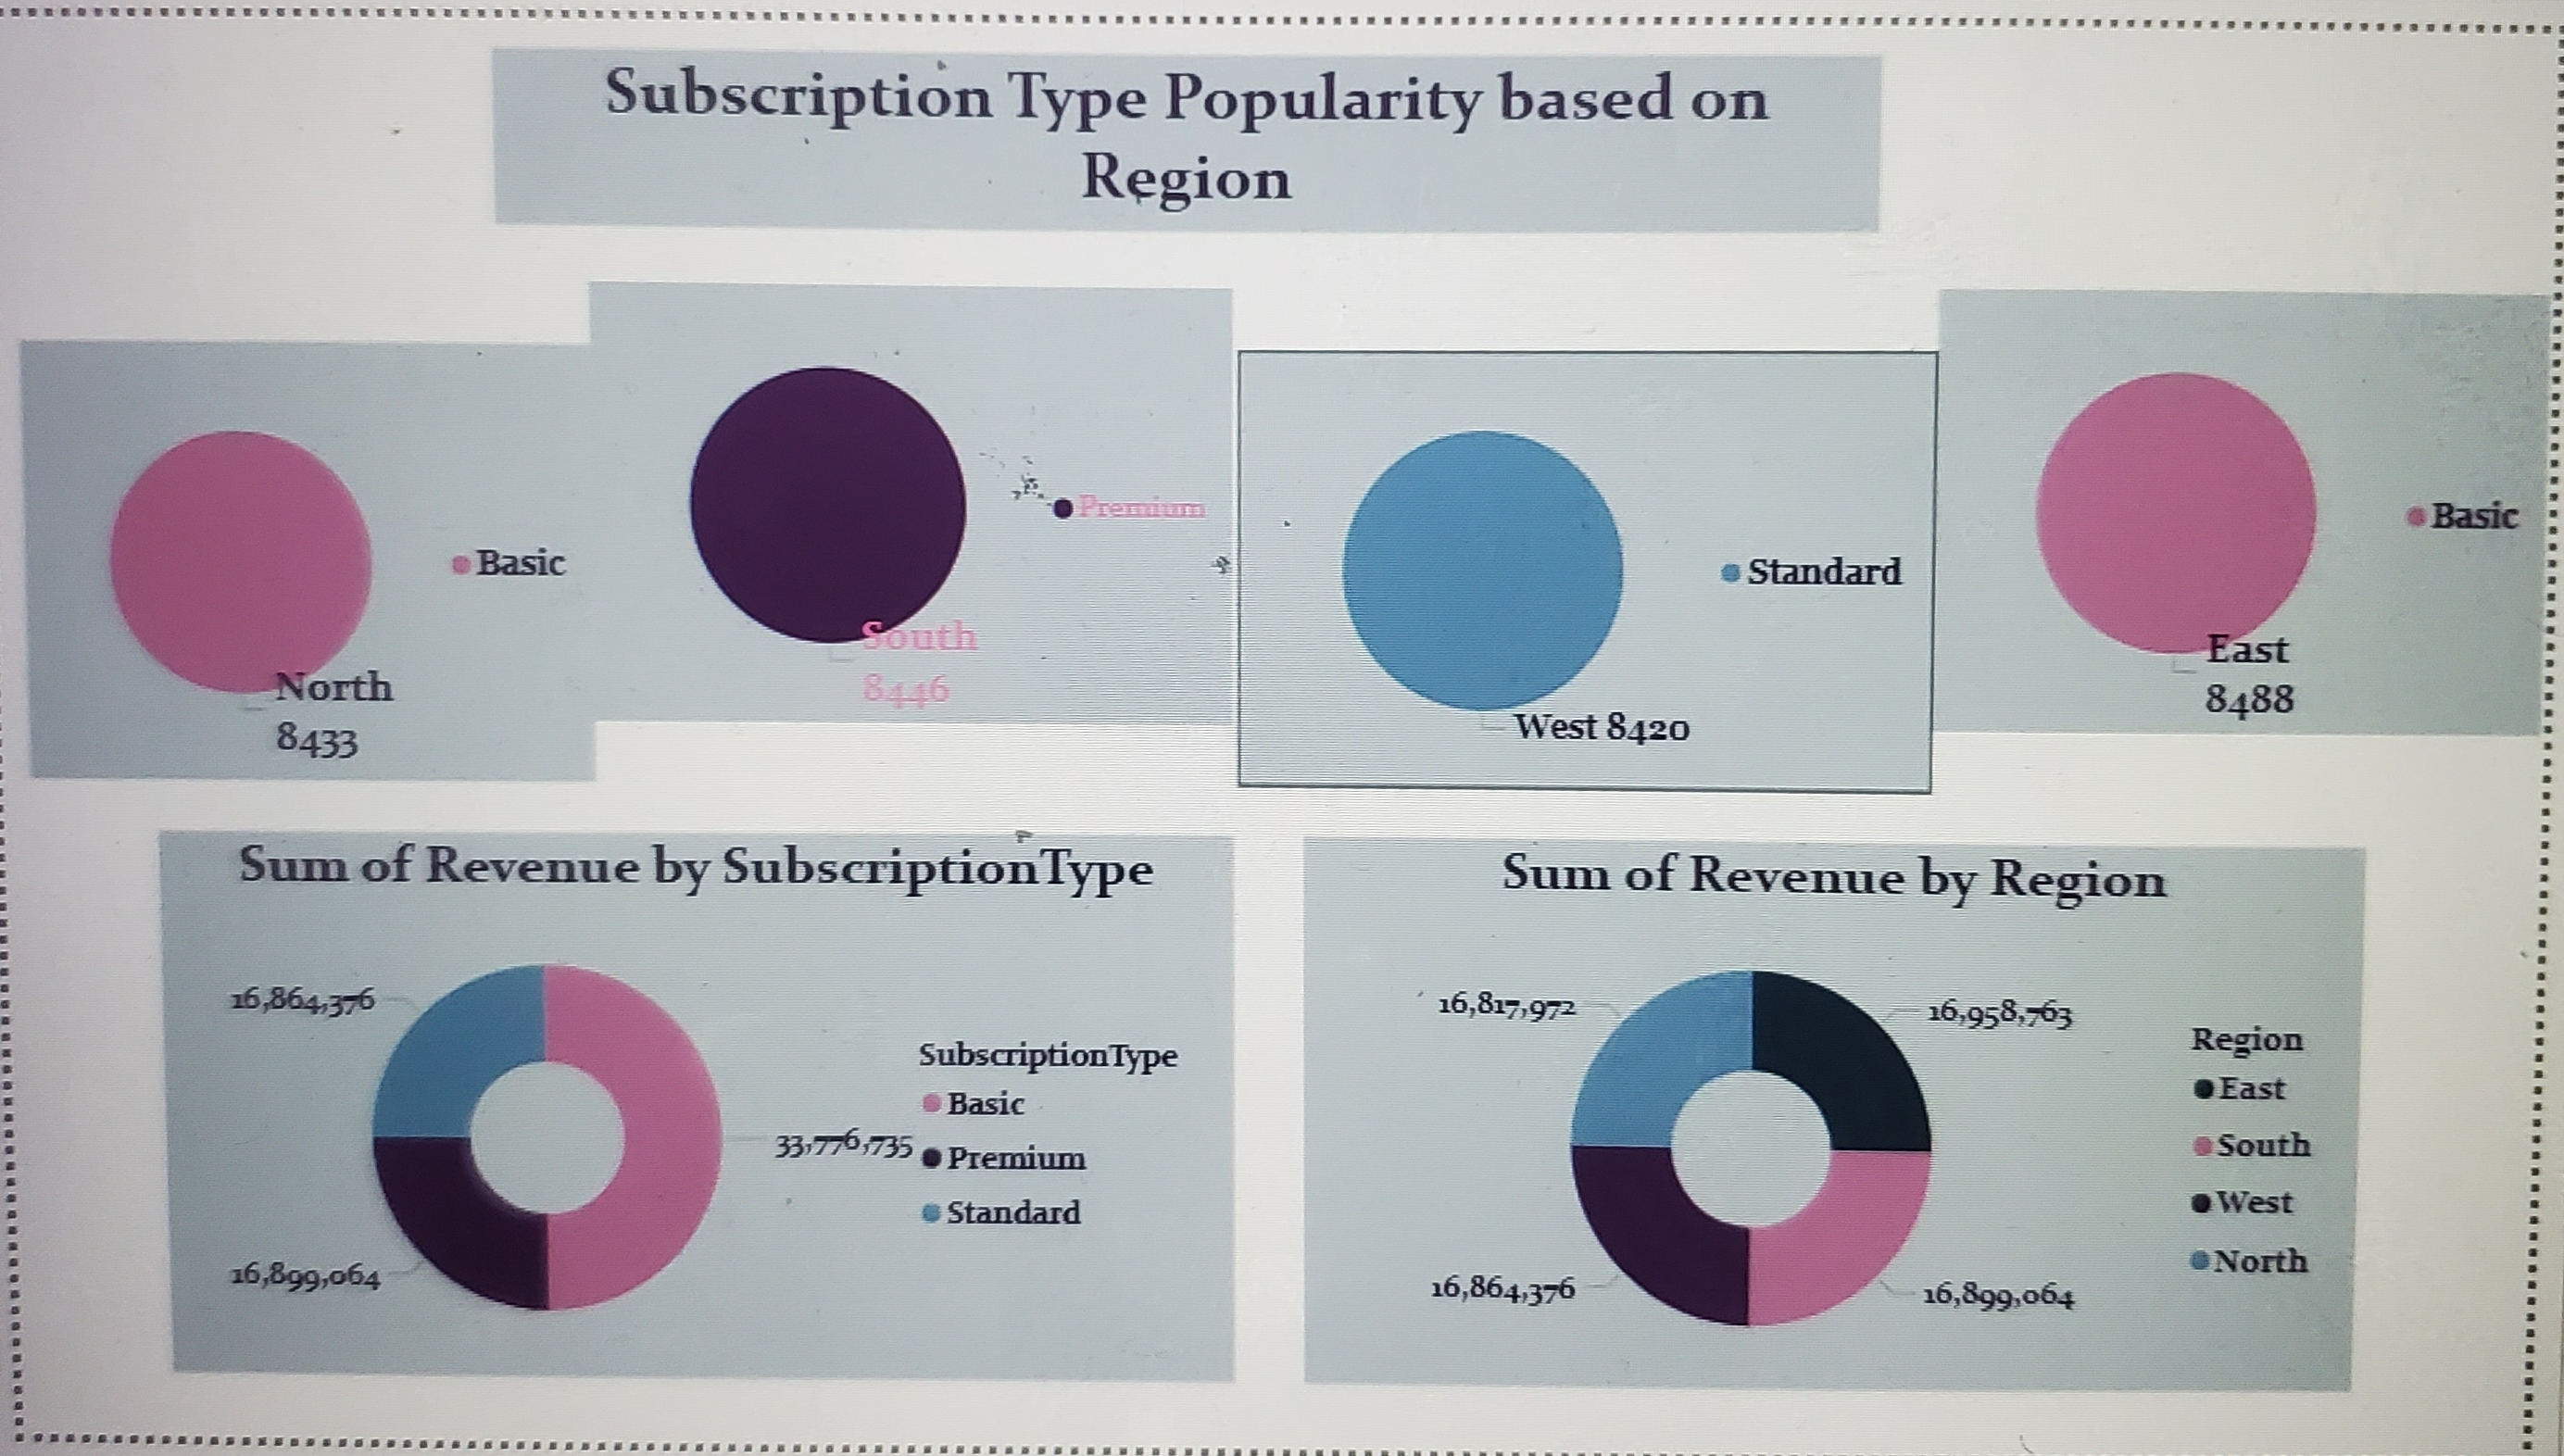 Subscription Type Popularity based on
Region
Basic
North
8433
Premium
South
8446
Standard
West 8420
Basic
East
8488
Sum of Revenue by SubscriptionType
16,864,376
33,776,735
16,899,064
SubscriptionType
Basic
Premium
Standard
Sum of Revenue by Region
16,817,972
16,958,763
16,864,376
16,899,064
Region
East
South
West
North